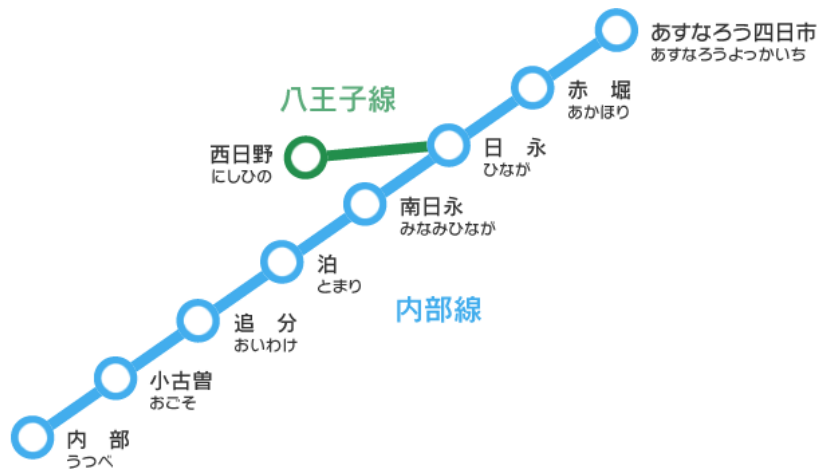 あすなろう四日市
あすなろうよっかいち
赤　堀
あかほり
八王子線
日　永
ひなが
西日野
にしひの
南日永
みなみひなが
泊
とまり
内部線
追　分
おいわけ
小古曽
おごそ
内　部
うつべ